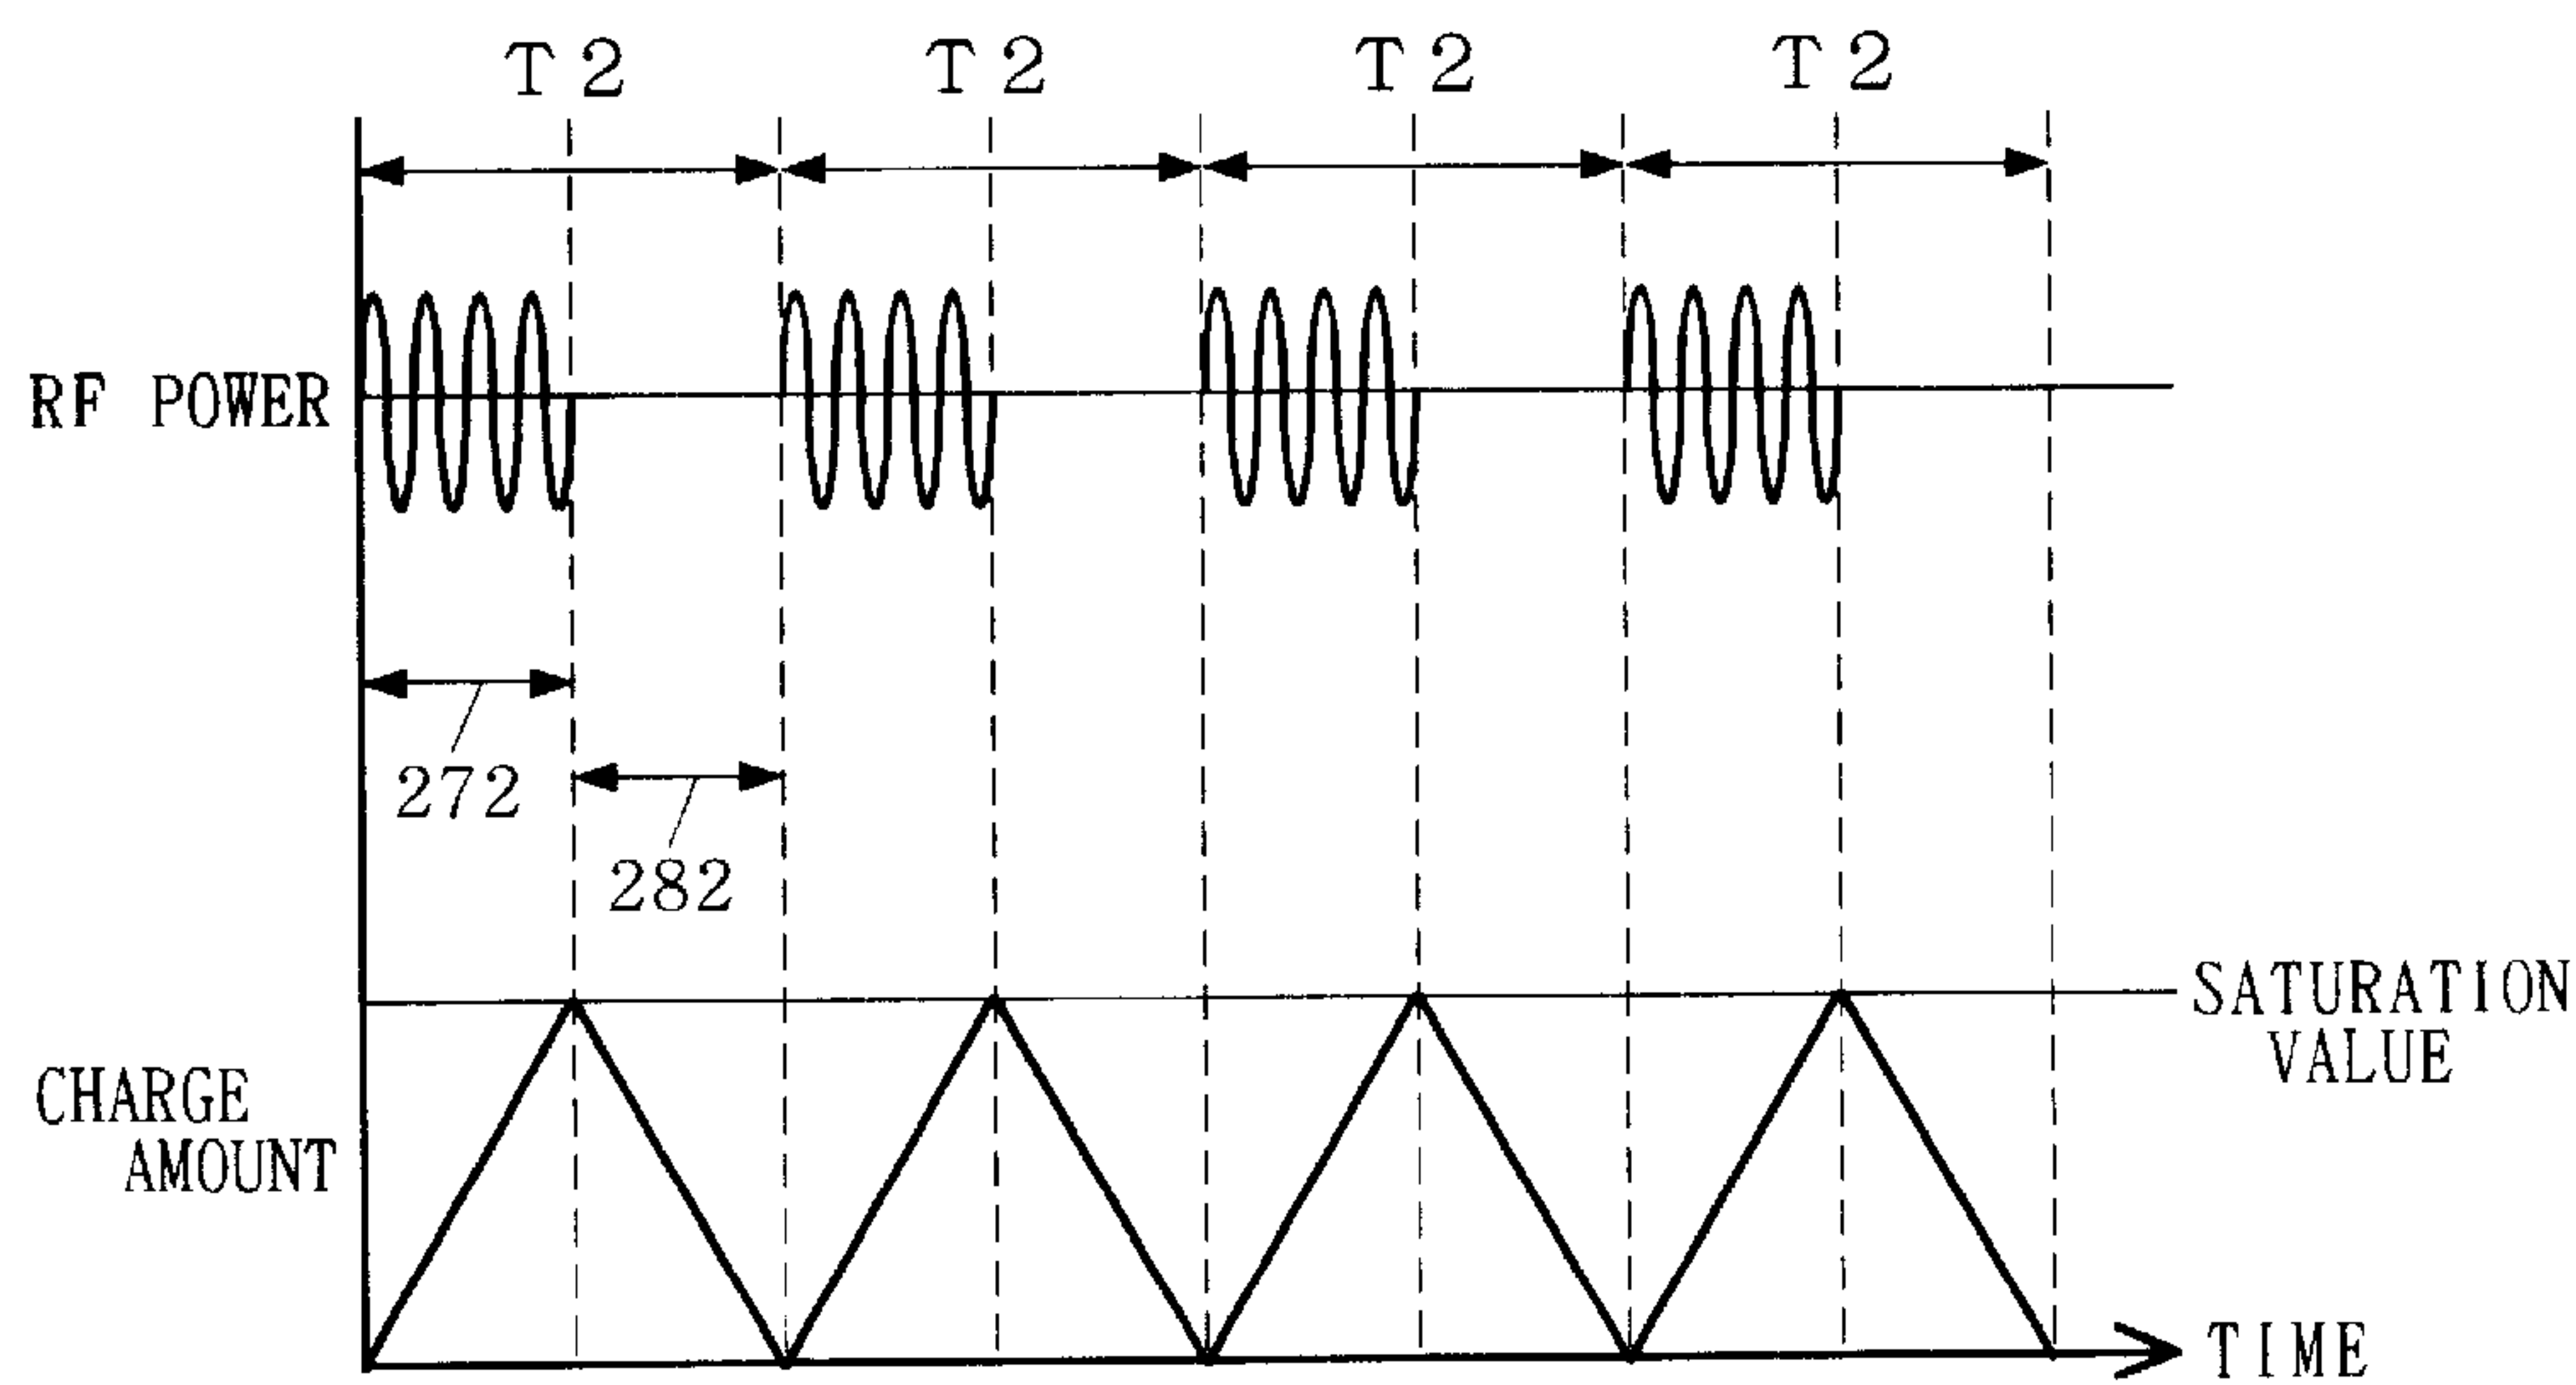 T2 T2 T2 T2
RF POWER
272
282
SATURATION
VALUE
CHARGE
AMOUNT
TIME